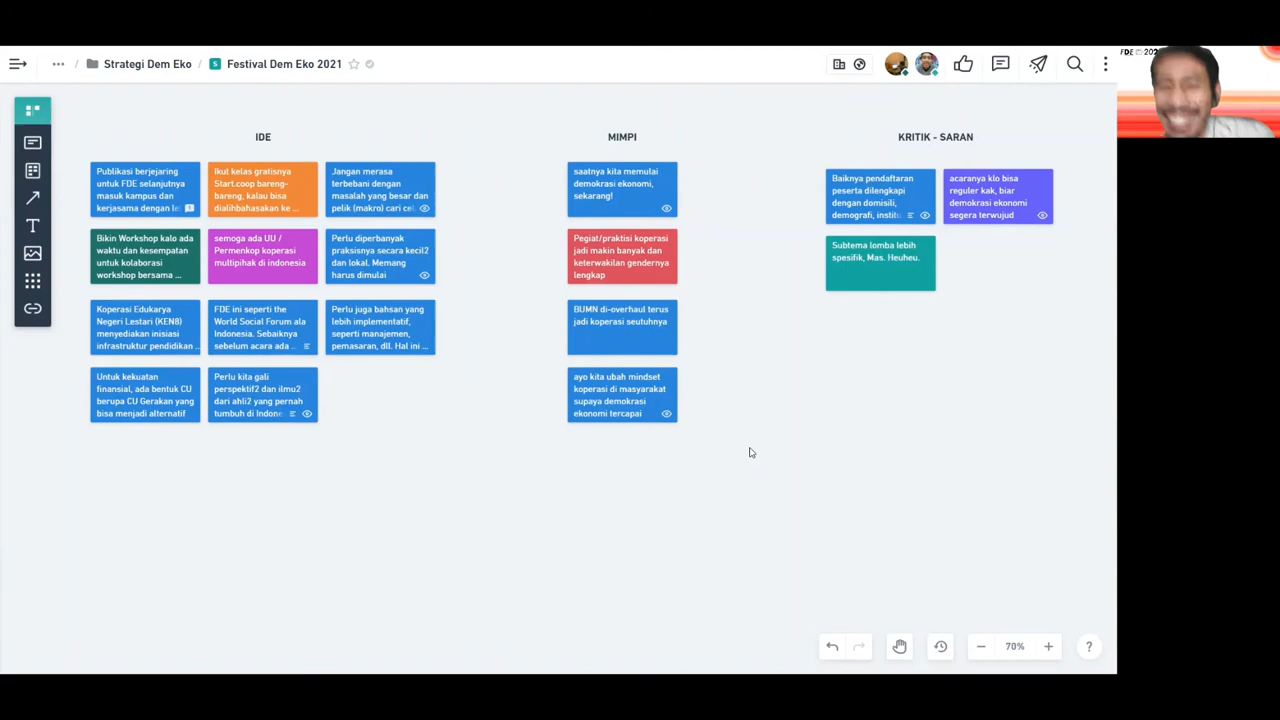 ... / Strategi Dem Eko / S Festival Dem Eko 2021
FDE 2021
IDE
Publikasi berjejaring
untuk FDE selanjutnya
masuk kampus dan
kerjasama dengan le
Ikut kelas gratisnya
Start.coop bareng-
bareng, kalau bisa
dialihbahasakan ke ...
Jangan merasa
terbebani dengan
masalah yang besar dan
pelik (makro) cari cel.
Bikin Workshop kalo ada
waktu dan kesempatan
untuk kolaborasi
workshop bersama ...
semoga ada UU /
Permenkop koperasi
multipihak di indonesia
Perlu diperbanyak
praksisnya secara kecil2
dan lokal. Memang
harus dimulai
Koperasi Edukarya
Negeri Lestari (KEN8)
menyediakan inisiasi
infrastruktur pendidikan ...
FDE ini seperti the
World Social Forum ala
Indonesia. Sebaiknya
sebelum acara ada ..
Perlu juga bahsan yang
lebih implementatif,
seperti manajemen,
pemasaran, dll. Hal ini ...
Untuk kekuatan
finansial, ada bentuk CU
berupa CU Gerakan yang
bisa menjadi alternatif
Perlu kita gali
perspektif2 dan ilmu2
dari ahli2 yang pernah
tumbuh di Indone
MIMPI
saatnya kita memulai
demokrasi ekonomi,
sekarang!
Pegiat/praktisi koperasi
jadi makin banyak dan
keterwakilan gendernya
lengkap
BUMN di-overhaul terus
jadi koperasi seutuhnya
ayo kita ubah mindset
koperasi di masyarakat
supaya demokrasi
ekonomi tercapai
KRITIK - SARAN
Baiknya pendaftaran
peserta dilengkapi
dengan domisili,
demografi, institu
acaranya klo bisa
reguler kak, biar
demokrasi ekonomi
segera terwujud
Subtema lomba lebih
spesifik, Mas. Heuheu.
70%
?